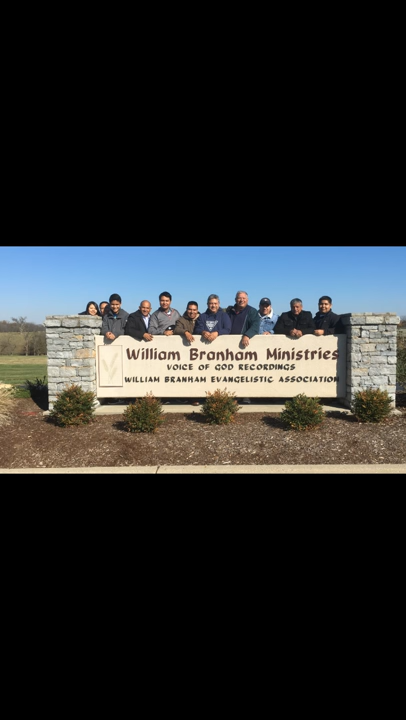 William Branham Ministries
VOICE OF GOD RECORDINGS
WILLIAM BRANHAM EVANGELISTIC ASSOCIATION